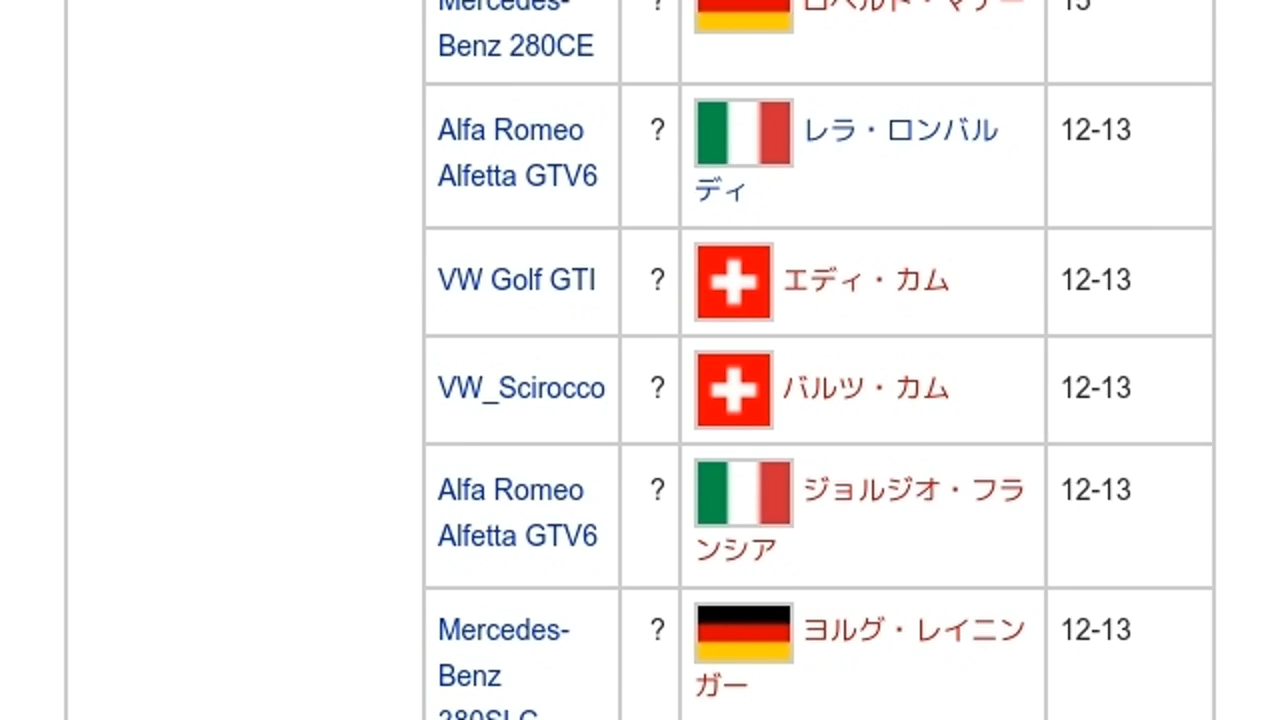 Mercedes-
Benz 280CE
?
13
Alfa Romeo
Alfetta GTV6
?
レラ・ロンバル
ディ
12-13
VW Golf GTI
?
エディ・カム
12-13
VW_Scirocco
?
バルツ・カム
12-13
Alfa Romeo
Alfetta GTV6
?
ジョルジオ・フラ
ンシア
12-13
Mercedes-
Benz
280SLC
?
ヨルグ・レイニン
ガー
12-13